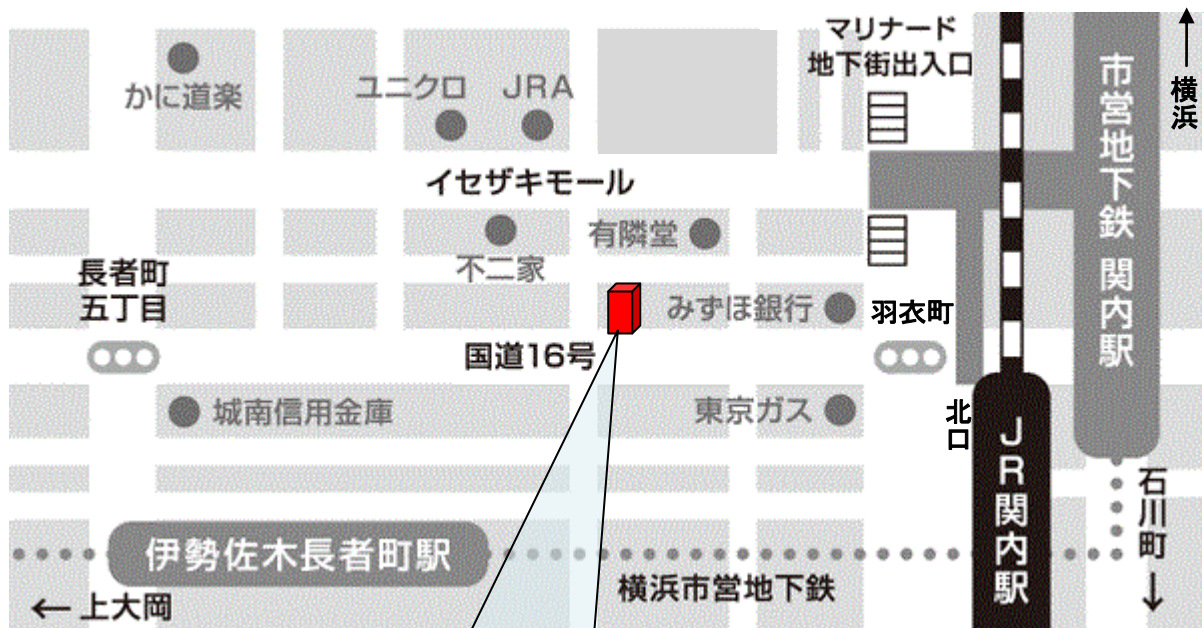 マリナード
地下街出入口
市営地下鉄 関内駅
横浜
かに道楽
ユニクロ
JRA
イセザキモール
有隣堂
不二家
長者町
五丁目
みずほ銀行
羽衣町
国道16号
城南信用金庫
東京ガス
北口
JR関内駅
石川町
↓
伊勢佐木長者町駅
横浜市営地下鉄
← 上大岡